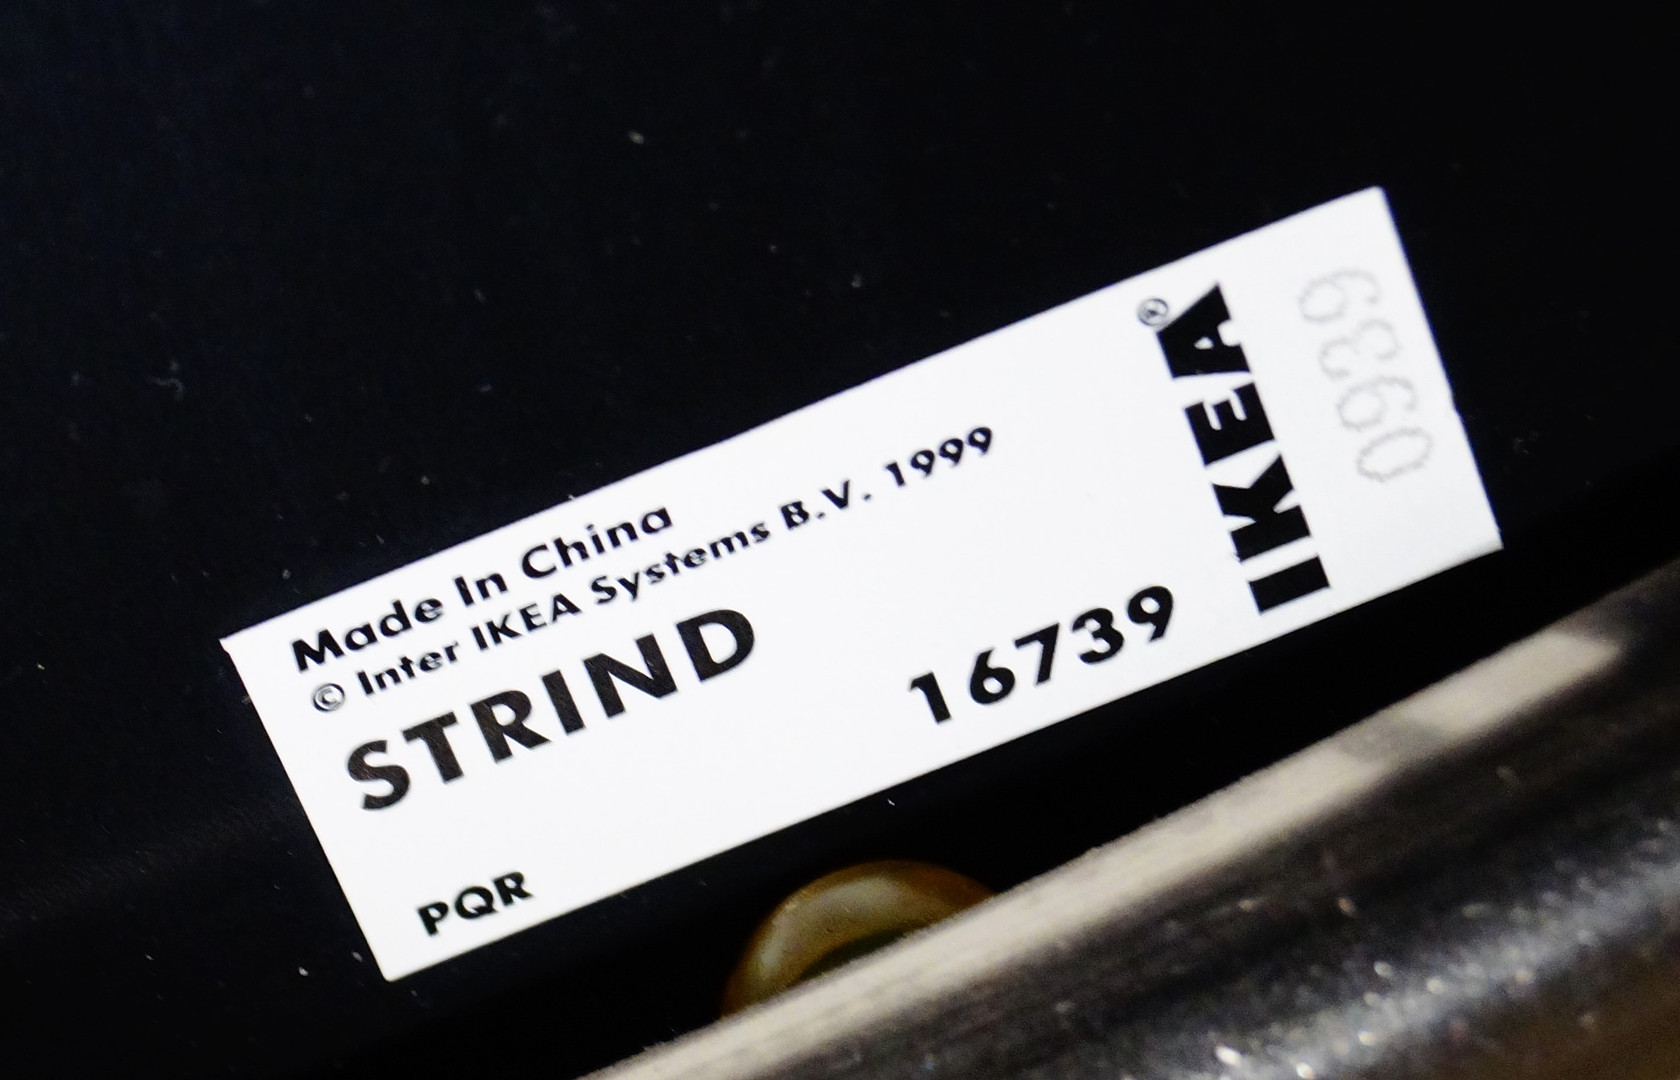 Made In China
© Inter IKEA Systems B.V. 1999
STRIND
16739
PQR
IKEA®
0939